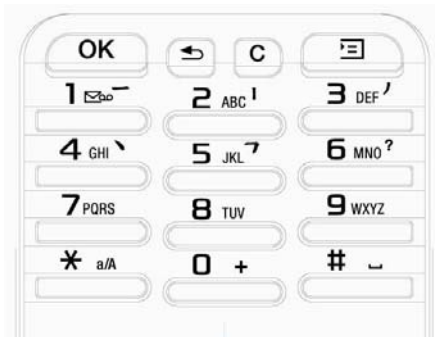 OK C
1 2 ABC 3 DEF
4 GHI 5 JKL 6 MNO ?
7 PQRS 8 TUV 9 WXYZ
* a/A 0 + #